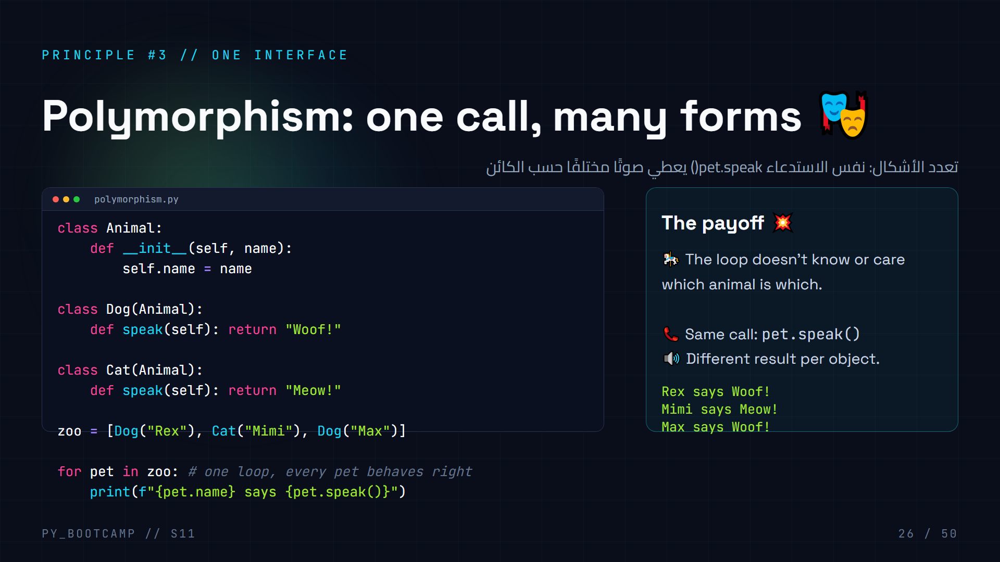 PRINCIPLE #3 // ONE INTERFACE
Polymorphism: one call, many forms 🎭
تعدد الأشكال: نفس الاستدعاء pet.speak() يعطي صوتًا مختلفًا حسب الكائن
polymorphism.py
class Animal:
    def __init__(self, name):
        self.name = name
class Dog(Animal):
    def speak(self): return "Woof!"
class Cat(Animal):
    def speak(self): return "Meow!"
zoo = [Dog("Rex"), Cat("Mimi"), Dog("Max")]
for pet in zoo: # one loop, every pet behaves right
    print(f"{pet.name} says {pet.speak()}")
The payoff 💥
🎠 The loop doesn't know or care
which animal is which.
📞 Same call: pet.speak()
🔊 Different result per object.
Rex says Woof!
Mimi says Meow!
Max says Woof!
PY_BOOTCAMP // S11
26 / 50